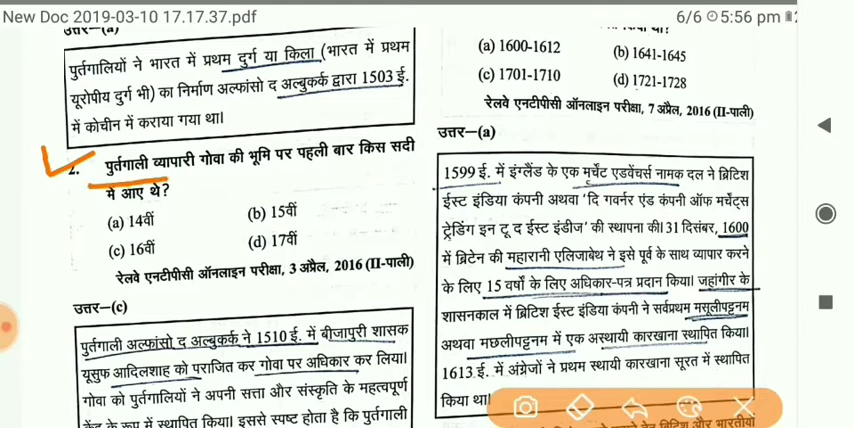 New Doc 2019-03-10 17.17.37.pdf
6/6
5:56 pm
उत्तर—(a)
पुर्तगालियों ने भारत में प्रथम दुर्ग या किला (भारत में प्रथम
यूरोपीय दुर्ग भी) का निर्माण अल्फांसो द अल्बुकर्क द्वारा 1503 ई.
में कोचीन में कराया गया था।
2. पुर्तगाली व्यापारी गोवा की भूमि पर पहली बार किस सदी
में आए थे?
(a) 14वीं
(b) 15वीं
(c) 16वीं
(d) 17वीं
रेलवे एनटीपीसी ऑनलाइन परीक्षा, 3 अप्रैल, 2016 (II-पाली)
उत्तर—(c)
पुर्तगाली अल्फांसो द अल्बुकर्क ने 1510 ई. में बीजापुरी शासक
यूसुफ आदिलशाह को पराजित कर गोवा पर अधिकार कर लिया।
गोवा को पुर्तगालियों ने अपनी सत्ता और संस्कृति के महत्वपूर्ण
केंद्र के रूप में स्थापित किया। इससे स्पष्ट होता है कि पुर्तगाली
(a) 1600-1612
(b) 1641-1645
(c) 1701-1710
(d) 1721-1728
रेलवे एनटीपीसी ऑनलाइन परीक्षा, 7 अप्रैल, 2016 (II-पाली)
उत्तर—(a)
1599 ई. में इंग्लैंड के एक मर्चेंट एडवेंचर्स नामक दल ने ब्रिटिश
ईस्ट इंडिया कंपनी अथवा 'दि गवर्नर एंड कंपनी ऑफ मर्चेंट्स
ट्रेडिंग इन टू द ईस्ट इंडीज' की स्थापना की। 31 दिसंबर, 1600
में ब्रिटेन की महारानी एलिजाबेथ ने इसे पूर्व के साथ व्यापार करने
के लिए 15 वर्षों के लिए अधिकार-पत्र प्रदान किया। जहांगीर के
शासनकाल में ब्रिटिश ईस्ट इंडिया कंपनी ने सर्वप्रथम मसूलीपट्टनम
अथवा मछलीपट्टनम में एक अस्थायी कारखाना स्थापित किया।
1613 ई. में अंग्रेजों ने प्रथम स्थायी कारखाना सूरत में स्थापित
किया था।
ब्रिटिश और भारतीयों